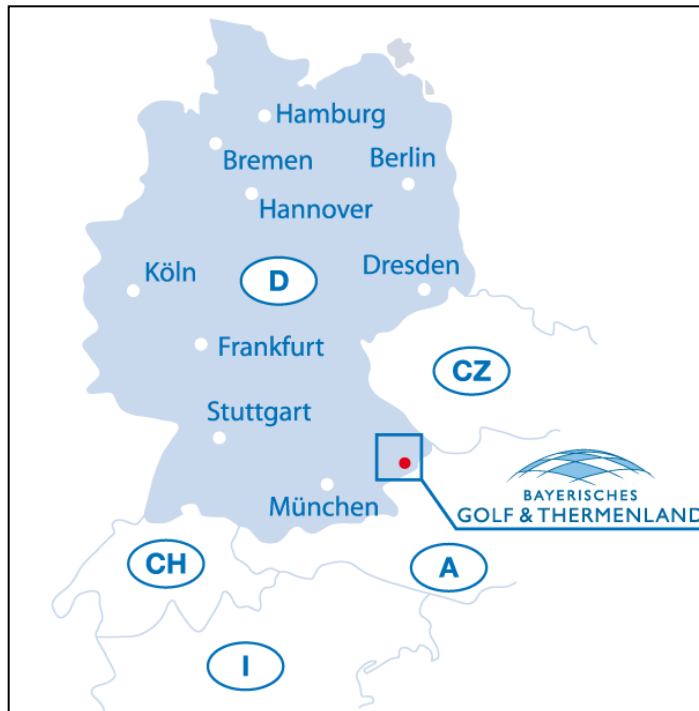 Hamburg
Bremen
Berlin
Hannover
Köln
D
Dresden
Frankfurt
CZ
Stuttgart
München
BAYERISCHES
GOLF & THERMENLAND
CH
A
I